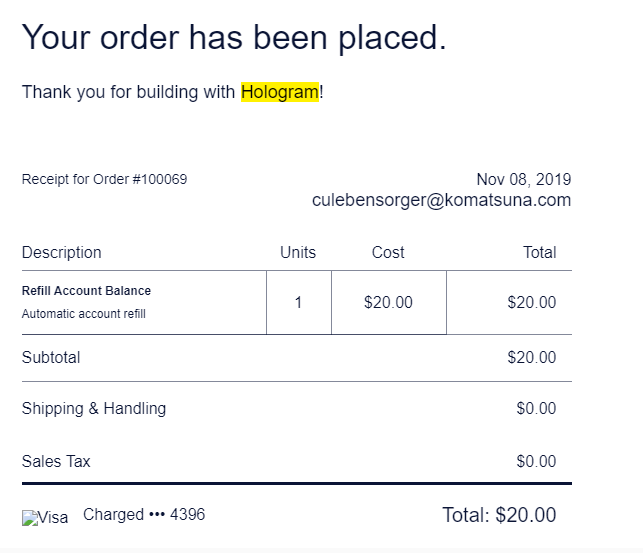 Your order has been placed.
Thank you for building with Hologram!
Receipt for Order #100069
Nov 08, 2019
culebensorger@komatsuna.com
Description Units Cost Total
Refill Account Balance
Automatic account refill
1 $20.00 $20.00
Subtotal $20.00
Shipping & Handling $0.00
Sales Tax $0.00
Visa Charged ••• 4396 Total: $20.00